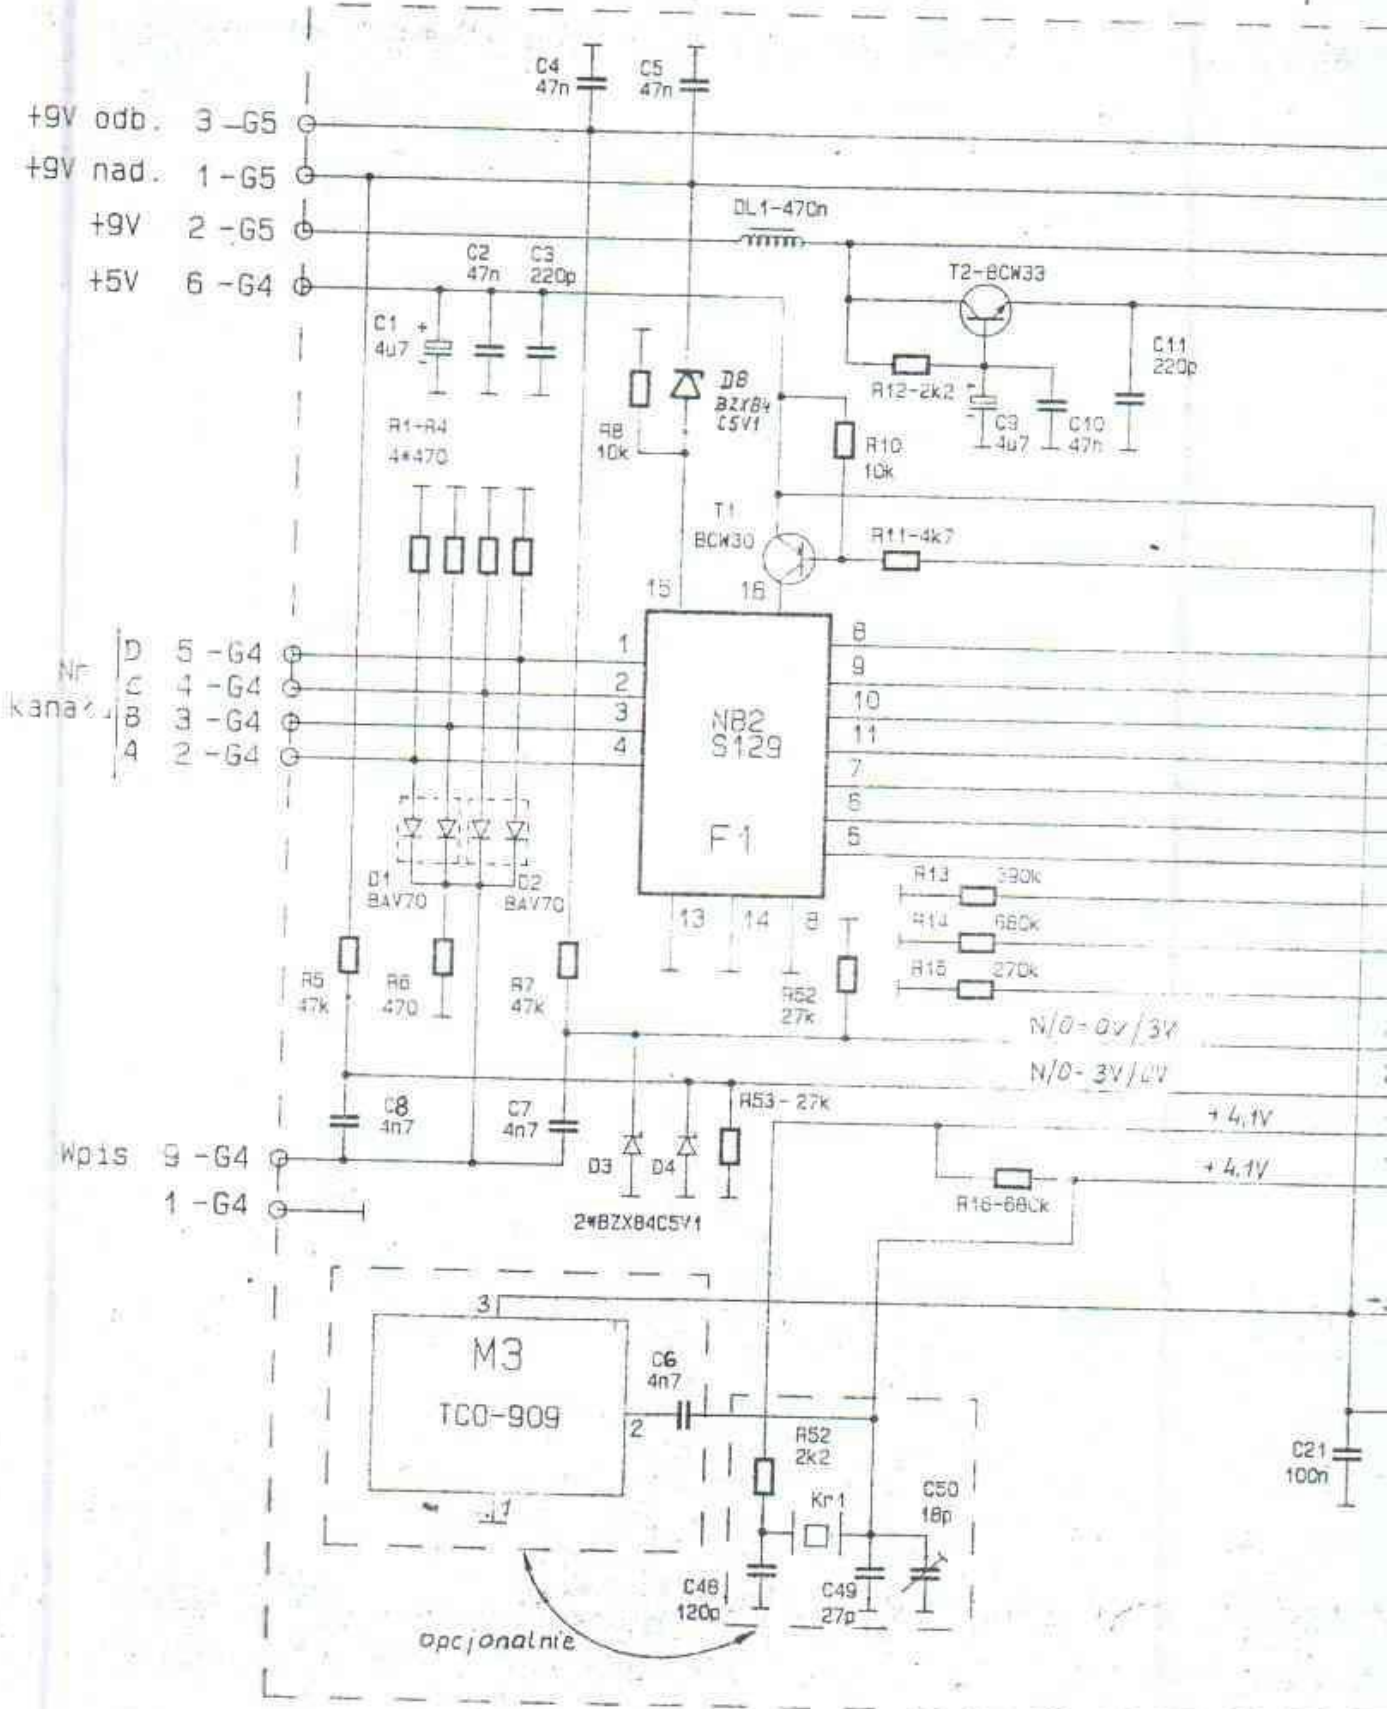 C4
47n
C5
47n
+9V odb. 3-G5
+9V nad. 1-G5
+9V 2-G5
+5V 6-G4
DL1-470n
C2
47n
C3
220p
T2-BCW33
C1
4u7
+
-
C11
220p
R12-2k2
D8
BZX84
C5V1
R8
10k
C9
4u7
C10
47n
R1-R4
4*470
R10
10k
T1
BCW30
R11-4k7
15
16
Nr
D 5-G4
C 4-G4
B 3-G4
A 2-G4
1
2
3
4
N82
S129
F1
8
9
10
11
7
6
5
D1
BAV70
D2
BAV70
13
14
8
R13 390k
R14 680k
R15 270k
R5
47k
R6
470
R7
47k
R52
27k
N/O=0V/3V
N/O-3V/0V
R53-27k
+4,1V
C8
4n7
C7
4n7
Wpis 9-G4
D3
D4
+4,1V
1-G4
R16-680k
2*BZX84C5V1
3
M3
TCO-909
2
1
C6
4n7
R52
2k2
Kr1
C50
18p
C21
100n
C48
120p
C49
27p
opcjonalnie